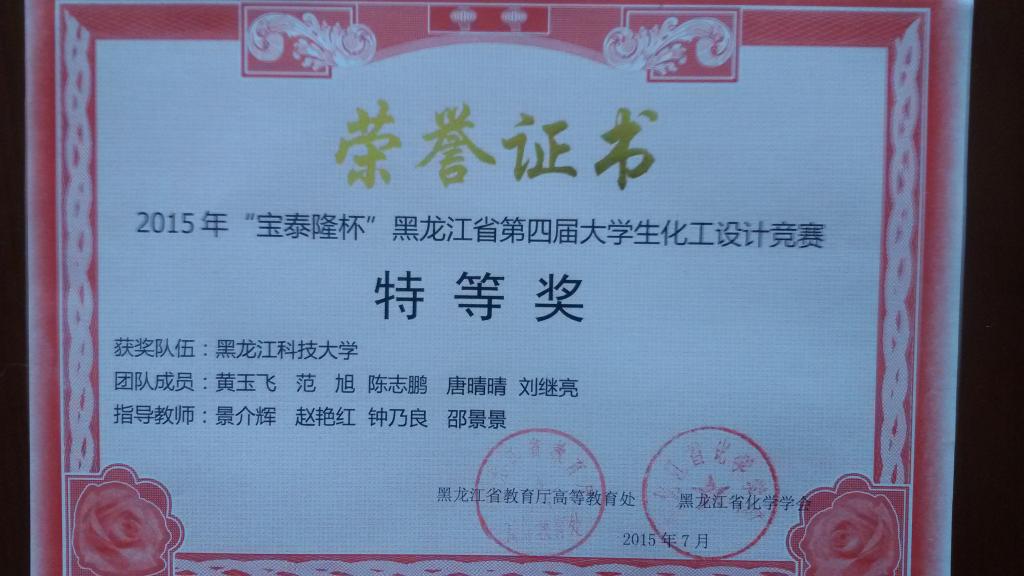 荣誉证书
2015年“宝泰隆杯”黑龙江省第四届大学生化工设计竞赛
特等奖
获奖队伍：黑龙江科技大学
团队成员：黄玉飞 范 旭 陈志鹏 唐晴晴 刘继亮
指导教师：景介辉 赵艳红 钟乃良 邵景景
黑龙江省教育厅高等教育处 黑龙江省化学学会
2015年7月